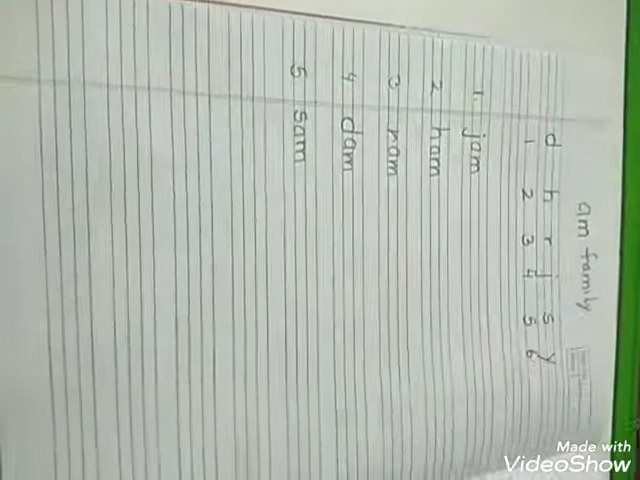 am family
d h r j s y
1 2 3 4 5 6
1. jam
2 ham
3 ram
4 dam
5 sam
Made with
VideoShow